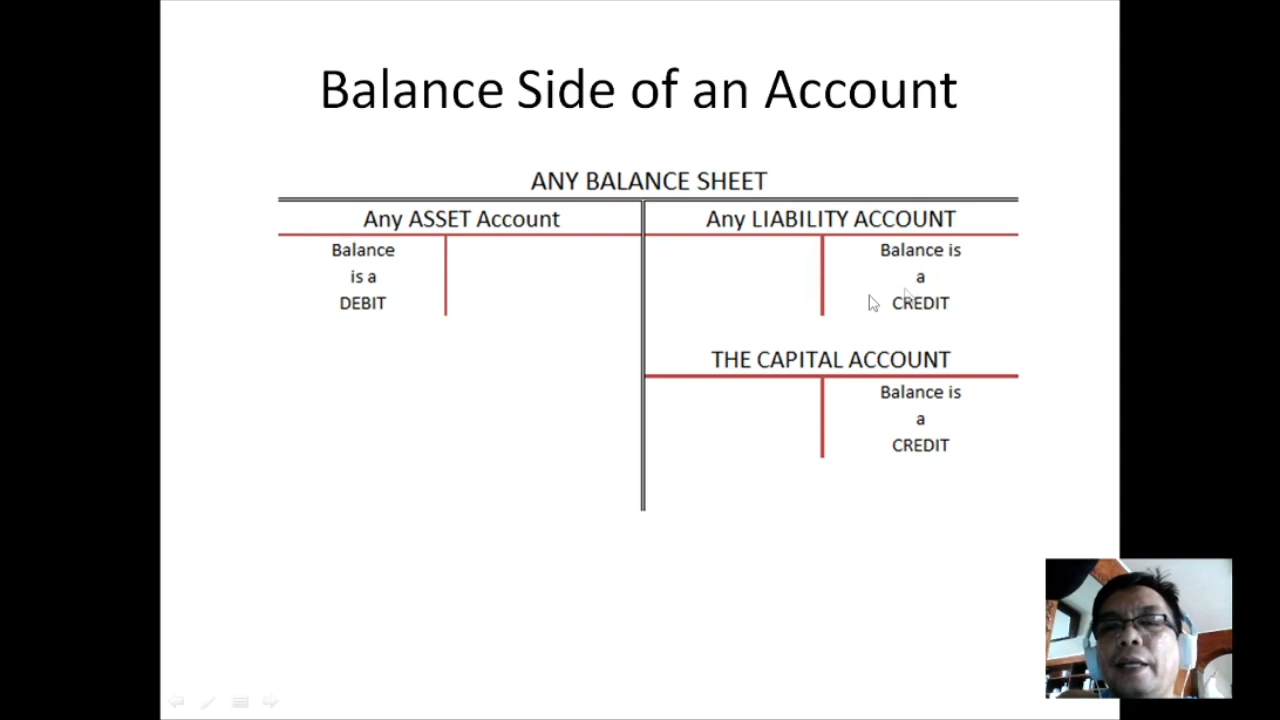 Balance Side of an Account
ANY BALANCE SHEET
Any ASSET Account
Balance
is a
DEBIT
Any LIABILITY ACCOUNT
Balance is
a
CREDIT
THE CAPITAL ACCOUNT
Balance is
a
CREDIT